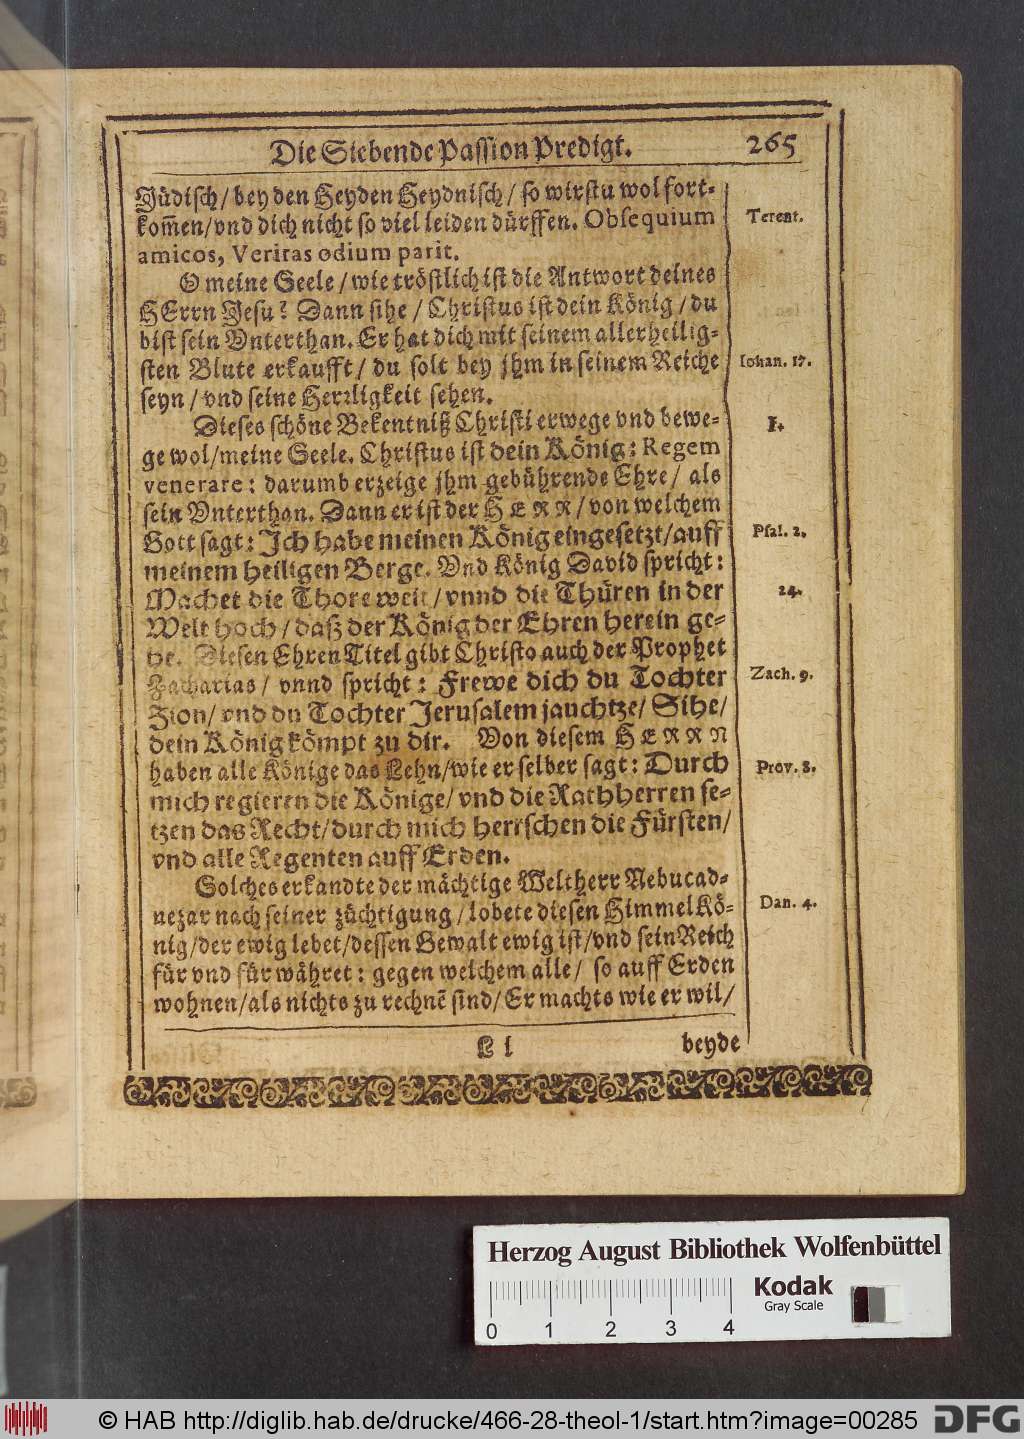 Die Siebende Passion Predigt. 265
Jüdisch / bey den Heyden Heydnisch / so wirstu wol fort-
kom̃en / vnd dich nicht so viel leiden dürffen. Obsequium Terent.
amicos, Veritas odium parit.
O meine Seele / wie tröstlich ist die Antwort deines
HErrn Jesu? Dann sihe / Christus ist dein König / du
bist sein Vnterthan. Er hat dich mit seinem allerheilig-
sten Blute erkaufft / du solt bey jhm in seinem Reiche Iohan. 17.
seyn / vnd seine Herrligkeit sehen.
Dieses schöne Bekentniß Christi erwege vnd bewe- 1.
ge wol / meine Seele. Christus ist dein König: Regem
venerare: darumb erzeige jhm gebührende Ehre / als
sein Vnterthan. Dann er ist der HERR / von welchem
Gott sagt: Ich habe meinen König eingesetzt / auff Psal. 2.
meinem heiligen Berge. Vnd König David spricht:
Machet die Thore weit / vnnd die Thüren in der 24.
Welt hoch / daß der König der Ehren herein ge-
he. Diesen Ehren Titel gibt Christo auch der Prophet
Zacharias / vnnd spricht: Frewe dich du Tochter Zach. 9.
Zion / vnd du Tochter Jerusalem jauchtze / Sihe /
dein König kömpt zu dir. Von diesem HERRN
haben alle Könige das Lehn / wie er selber sagt: Durch Prov. 8.
mich regieren die Könige / vnd die Rathherren se-
tzen das Recht / durch mich herrschen die Fürsten /
vnd alle Regenten auff Erden.
Solches erkandte der mächtige Weltherr Nebucad-
nezar nach seiner züchtigung / lobete diesen Himmel Kö- Dan. 4.
nig / der ewig lebet / dessen Gewalt ewig ist / vnd sein Reich
für vnd für währet: gegen welchem alle / so auff Erden
wohnen / als nichts zu rechnẽ sind / Er machts wie er wil /
L l beyde
Herzog August Bibliothek Wolfenbüttel
Kodak
Gray Scale
0 1 2 3 4
© HAB http://diglib.hab.de/drucke/466-28-theol-1/start.htm?image=00285 DFG